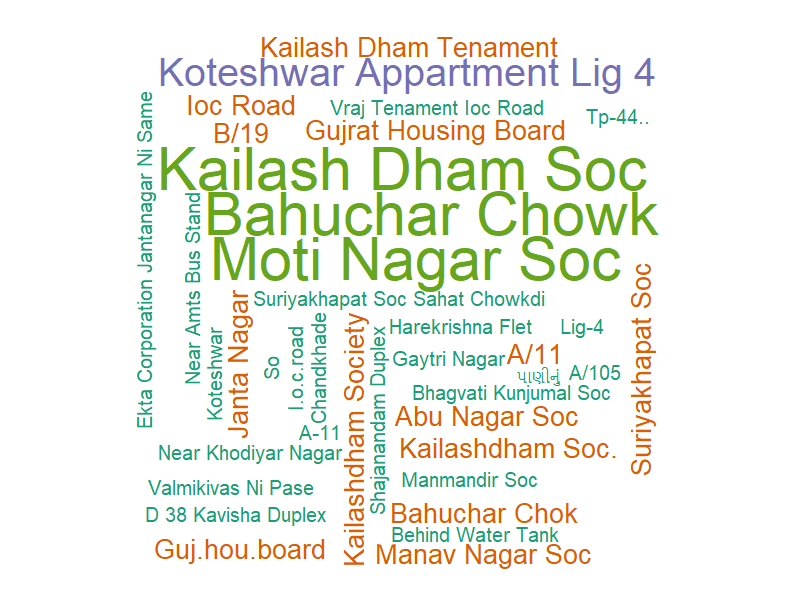 Kailash Dham Tenament
Koteshwar Appartment Lig 4
Ioc Road
Vraj Tenament Ioc Road
Tp-44..
B/19
Gujrat Housing Board
Ekta Corporation Jantanagar Ni Same
Kailash Dham Soc
Near Amts Bus Stand
Bahuchar Chowk
Moti Nagar Soc
Suriyakhapat Soc Sahat Chowkdi
Suriyakhapat Soc
Janta Nagar
Koteshwar
So
I.o.c.road
Chandkhade
Kailashdham Society
Shajanandam Duplex
Harekrishna Flet
Lig-4
Gaytri Nagar
A/11
પાણીનું
A/105
Bhagvati Kunjumal Soc
Abu Nagar Soc
A-11
Near Khodiyar Nagar
Kailashdham Soc.
Valmikivas Ni Pase
Manmandir Soc
D 38 Kavisha Duplex
Bahuchar Chok
Behind Water Tank
Guj.hou.board
Manav Nagar Soc